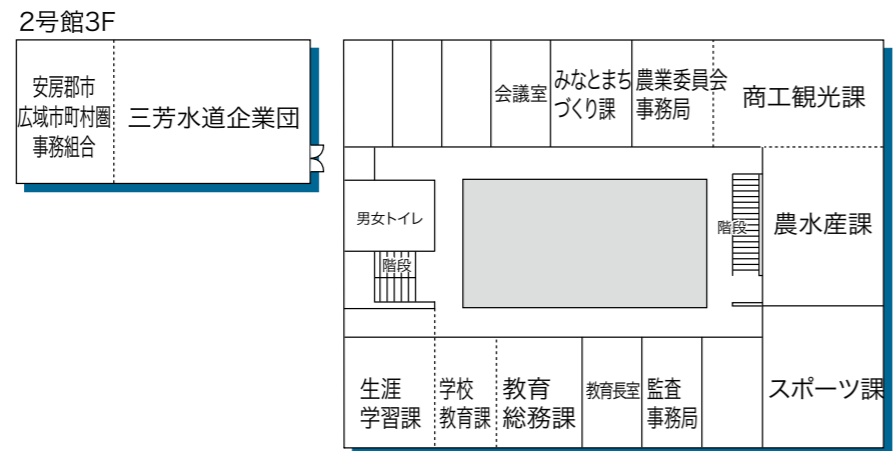 2号館3F
安房郡市
広域市町村圏
事務組合
三芳水道企業団
会議室
みなとまち
づくり課
農業委員会
事務局
商工観光課
男女トイレ
階段
階段
農水産課
生涯
学習課
学校
教育課
教育
総務課
教育長室
監査
事務局
スポーツ課